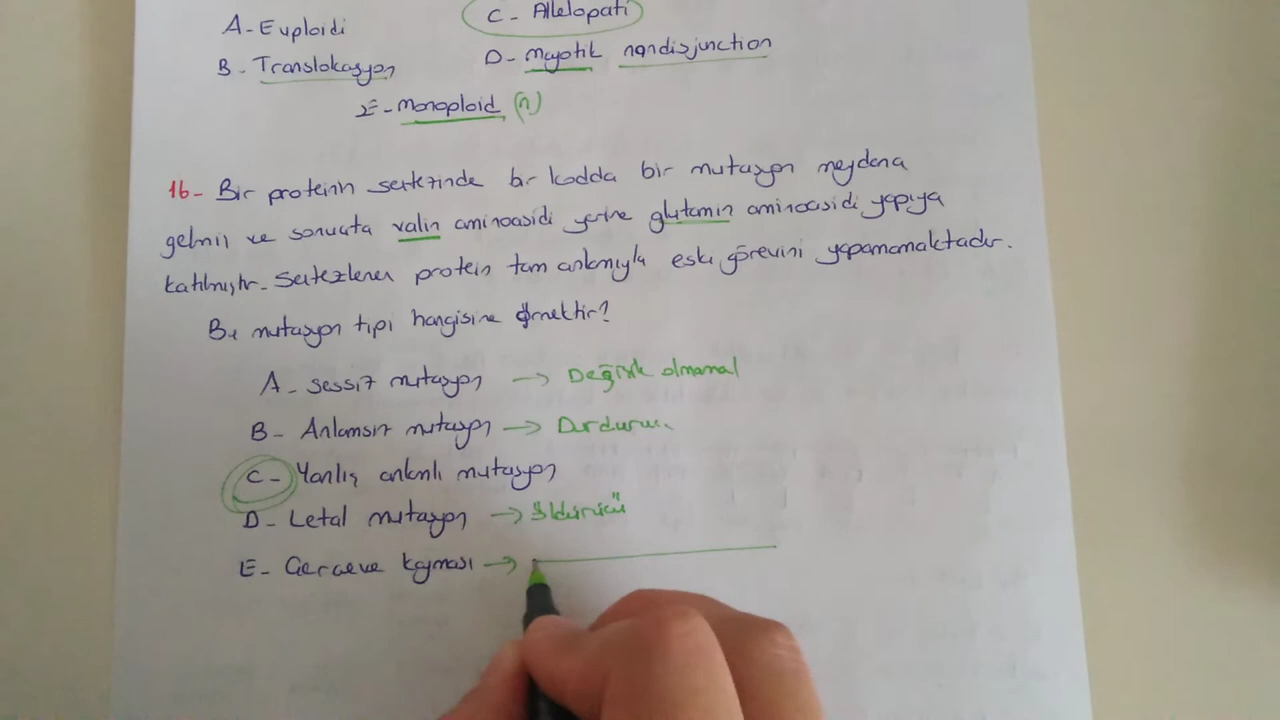 A- Euploidi
C- Allelopati
B- Translokasyon
D- Mayotik nondisjunction
E- Monoploid (n)
16- Bir proteinin sentezinde bir kodda bir mutasyon meydana
gelmiş ve sonuçta valin aminoasidi yerine glutamin aminoasidi yapıya
katılmıştır. Sentezlenen protein tam anlamıyla eski görevini yapamamaktadır.
Bu mutasyon tipi hangisine örnektir?
A- Sessiz mutasyon → Değişik olmamal
B- Anlamsız mutasyon → Durdurucu
C- Yanlış anlamlı mutasyon
D- Letal mutasyon → öldürücü
E- Çerçeve kayması →